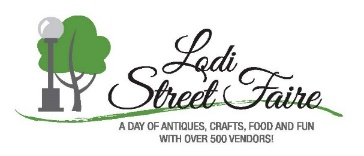 Lodi
Street Faire
A DAY OF ANTIQUES, CRAFTS, FOOD AND FUN
WITH OVER 500 VENDORS!